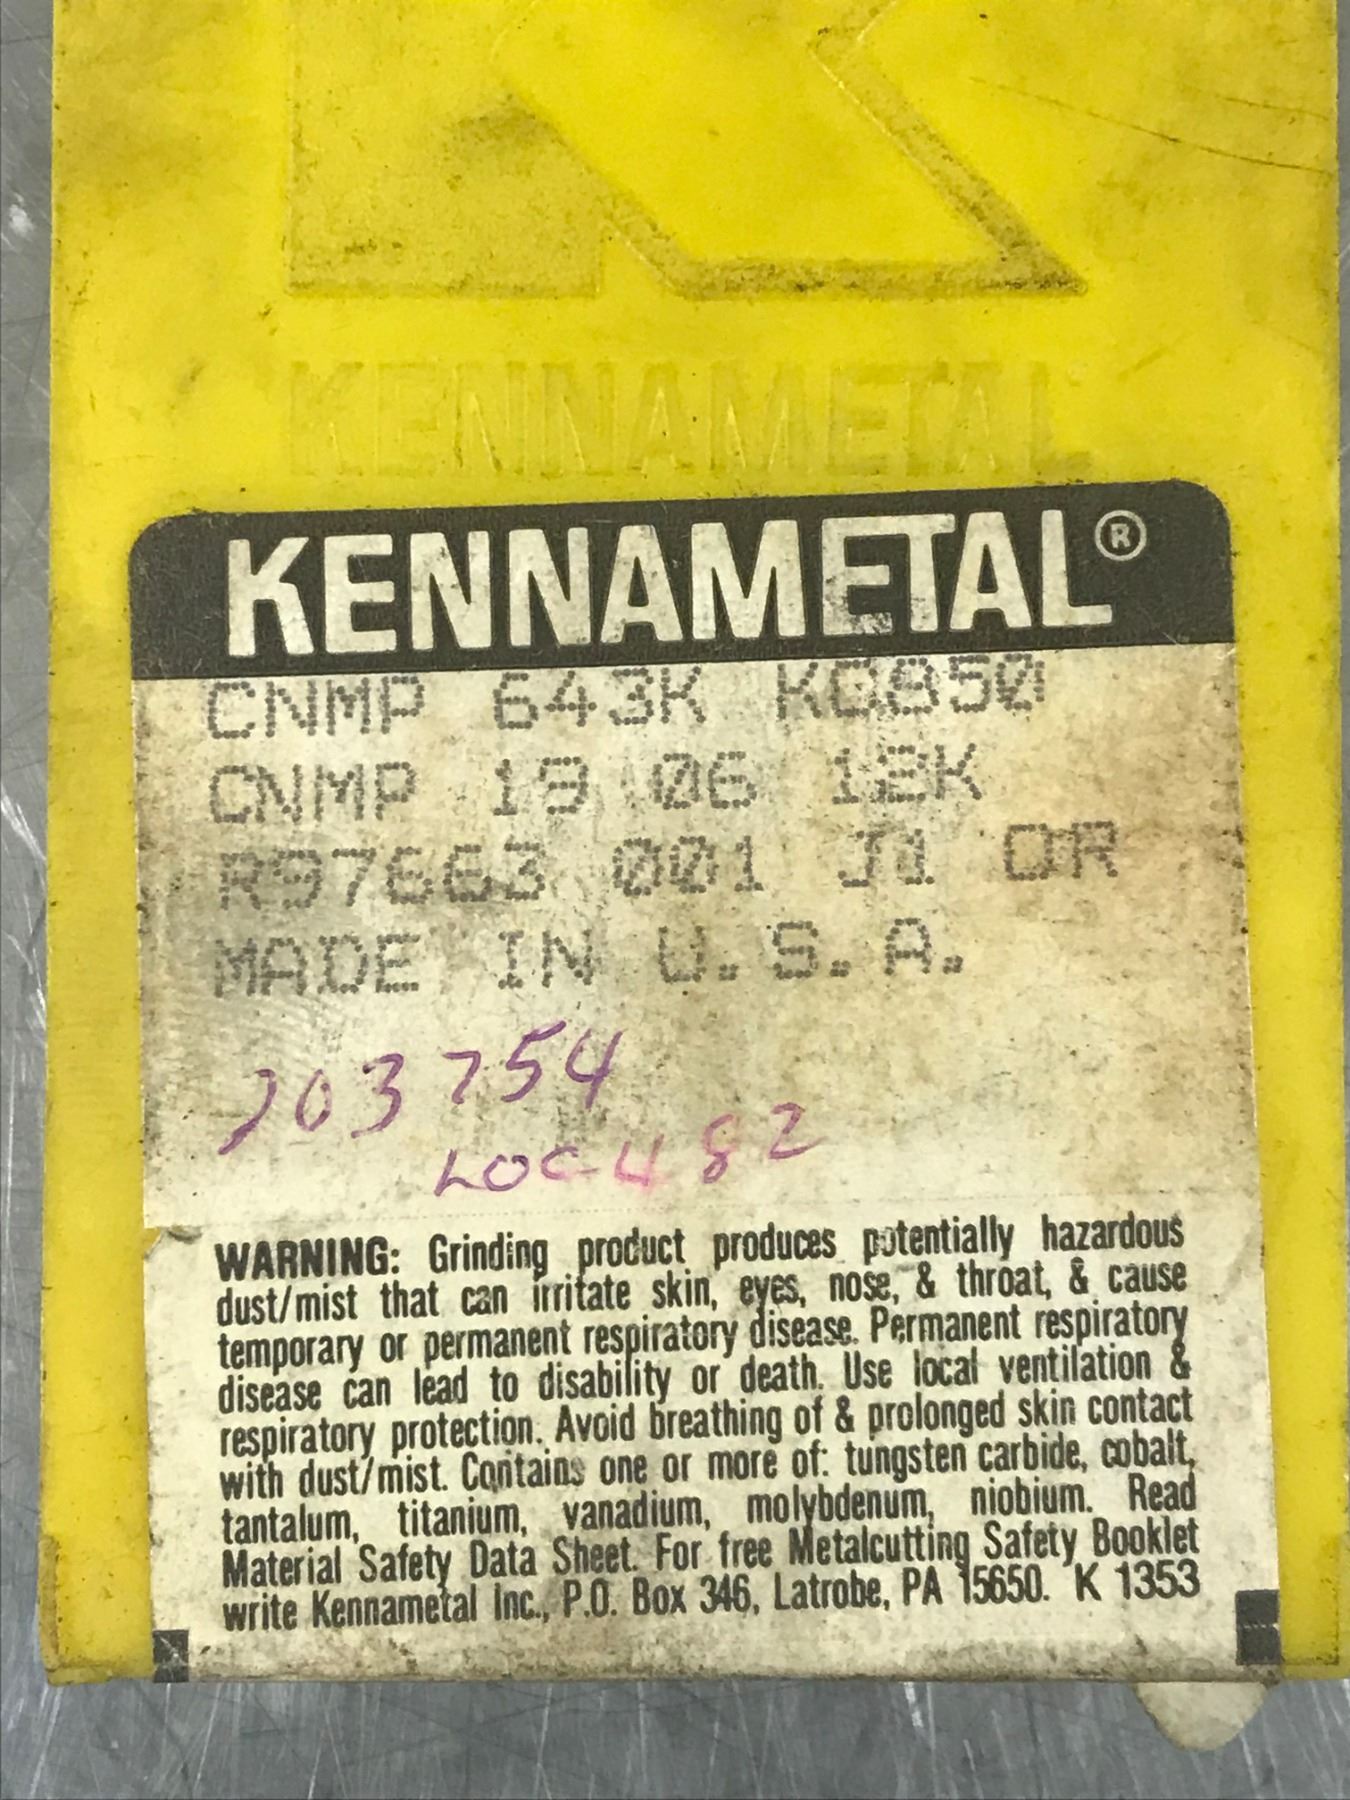 KENNAMETAL
KENNAMETAL®
CNMP 643K KC850
CNMP 19 06 12K
R97663 001 J1 OR
MADE IN U.S.A.
203754
LOC 482
WARNING: Grinding product produces potentially hazardous
dust/mist that can irritate skin, eyes, nose, & throat, & cause
temporary or permanent respiratory disease. Permanent respiratory
disease can lead to disability or death. Use local ventilation &
respiratory protection. Avoid breathing of & prolonged skin contact
with dust/mist. Contains one or more of: tungsten carbide, cobalt,
tantalum, titanium, vanadium, molybdenum, niobium. Read
Material Safety Data Sheet. For free Metalcutting Safety Booklet
write Kennametal Inc., P.O. Box 346, Latrobe, PA 15650. K 1353